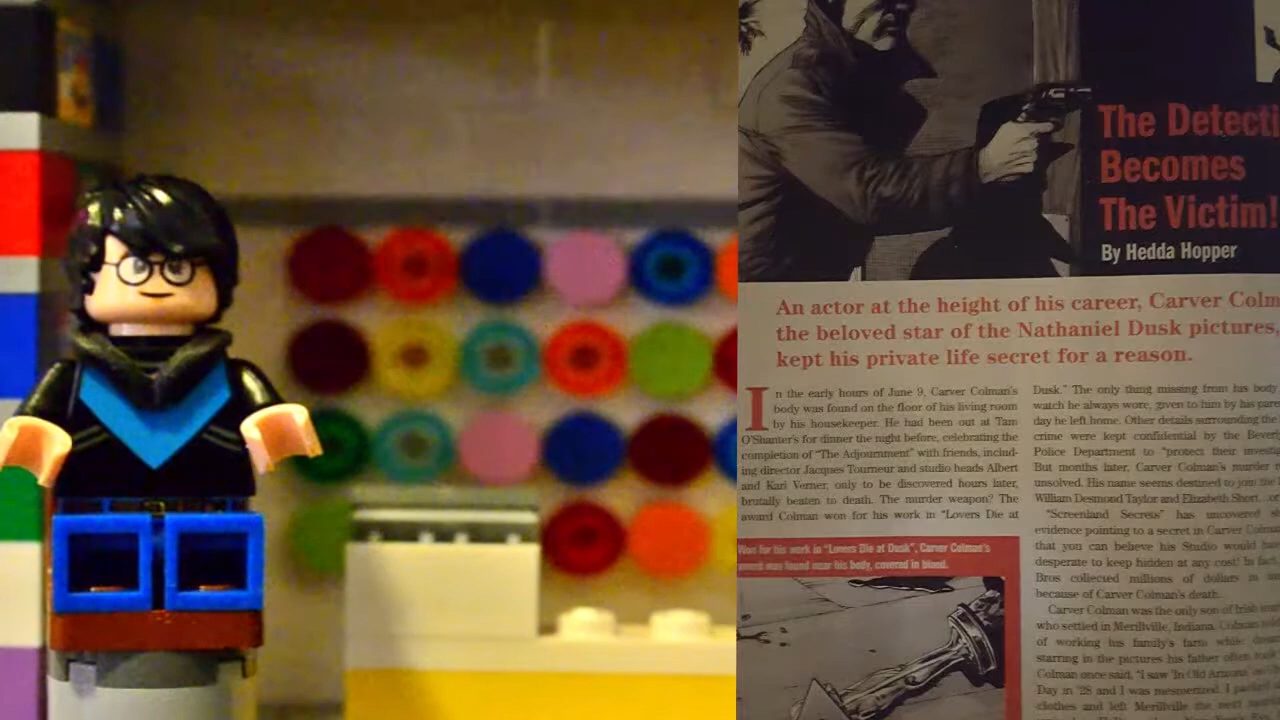 The Detecti
Becomes
The Victim!
By Hedda Hopper
An actor at the height of his career, Carver Colm
the beloved star of the Nathaniel Dusk pictures,
kept his private life secret for a reason.
In the early hours of June 9, Carver Colman's
body was found on the floor of his living room
by his housekeeper. He had been out at Tam
O'Shanter's for dinner the night before, celebrating the
completion of "The Adjournment" with friends, includ-
ing director Jacques Tourneur and studio heads Albert
and Karl Verner, only to be discovered hours later,
brutally beaten to death. The murder weapon? The
award Colman won for his work in "Lovers Die at
Won for his work in "Lovers Die at Dusk", Carver Colman's
award was found near his body, covered in blood.
Dusk." The only thing missing from his body
watch he always wore, given to him by his pare
day he left home. Other details surrounding the
crime were kept confidential by the Beverl
Police Department to "protect their investig
But months later, Carver Colman's murder
unsolved. His name seems destined to join the
William Desmond Taylor and Elizabeth Short...or
"Screenland Secrets" has uncovered
evidence pointing to a secret in Carver Colma
that you can believe his Studio would ha
desperate to keep hidden at any cost! In fact
Bros collected millions of dollars in
because of Carver Colman's death.
Carver Colman was the only son of Irish
who settled in Merillville, Indiana. Colman
of working his family's farm while
starring in the pictures his father often took
Colman once said, "I saw 'In Old Arizona'
Day in '28 and I was mesmerized. I packed
clothes and left Merillville the next